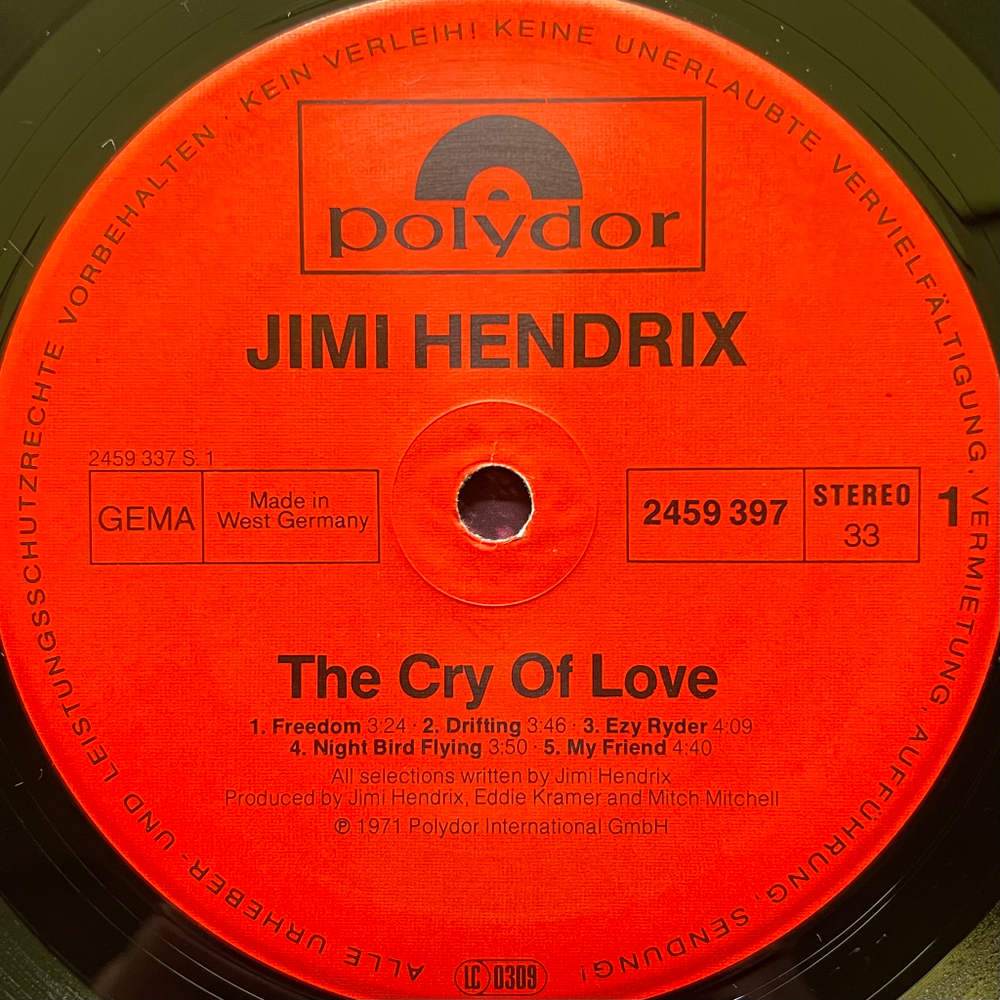 ALLE URHEBER- UND LEISTUNGSSCHUTZRECHTE VORBEHALTEN · KEIN VERLEIH! KEINE UNERLAUBTE VERVIELFÄLTIGUNG, VERMIETUNG, AUFFÜHRUNG, SENDUNG!
polydor
JIMI HENDRIX
2459 337 S. 1
GEMA
Made in
West Germany
2459 397
STEREO
33
1
The Cry Of Love
1. Freedom 3:24 · 2. Drifting 3:46 · 3. Ezy Ryder 4:09
4. Night Bird Flying 3:50 · 5. My Friend 4:40
All selections written by Jimi Hendrix
Produced by Jimi Hendrix, Eddie Kramer and Mitch Mitchell
℗ 1971 Polydor International GmbH
LC 0309